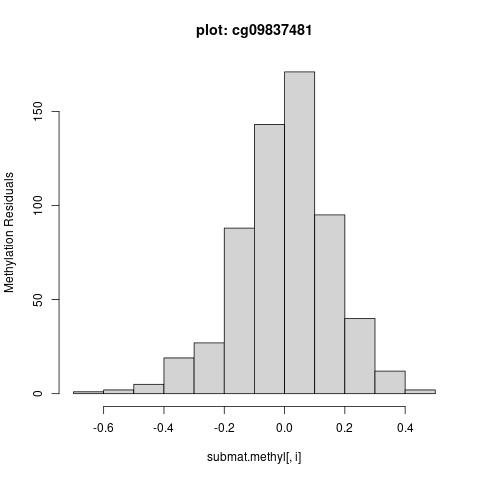 plot: cg09837481
Methylation Residuals
150
100
50
0
-0.6 -0.4 -0.2 0.0 0.2 0.4
submat.methyl[, i]